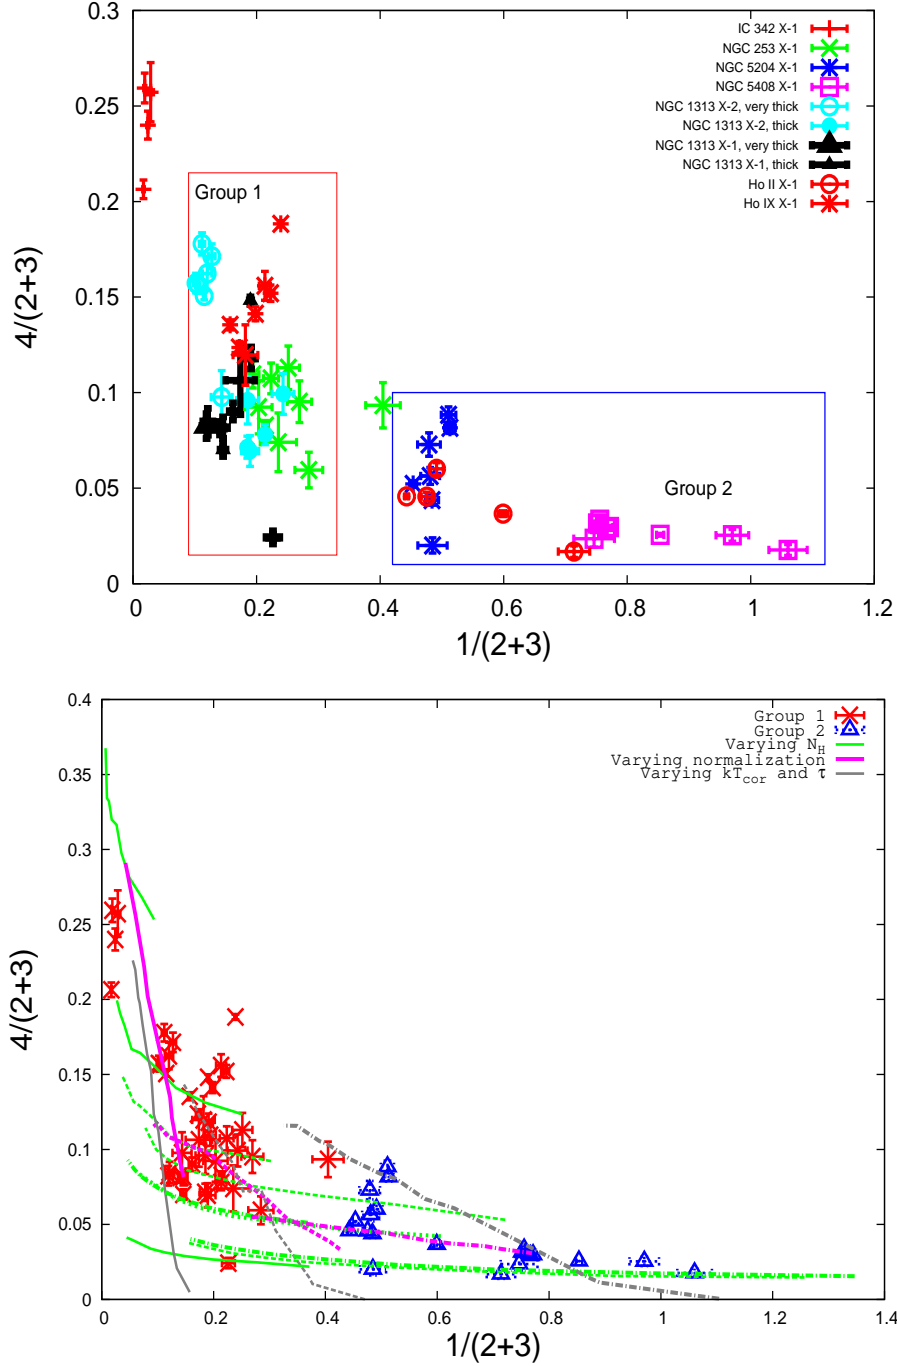 0.3
0.25
0.2
0.15
0.1
0.05
0
4/(2+3)
IC 342 X-1
NGC 253 X-1
NGC 5204 X-1
NGC 5408 X-1
NGC 1313 X-2, very thick
NGC 1313 X-2, thick
NGC 1313 X-1, very thick
NGC 1313 X-1, thick
Ho II X-1
Ho IX X-1
Group 1
Group 2
0 0.2 0.4 0.6 0.8 1 1.2
1/(2+3)
0.4
0.35
0.3
0.25
0.2
0.15
0.1
0.05
0
4/(2+3)
Group 1
Group 2
Varying N_H
Varying normalization
Varying kT_cor and τ
0 0.2 0.4 0.6 0.8 1 1.2 1.4
1/(2+3)